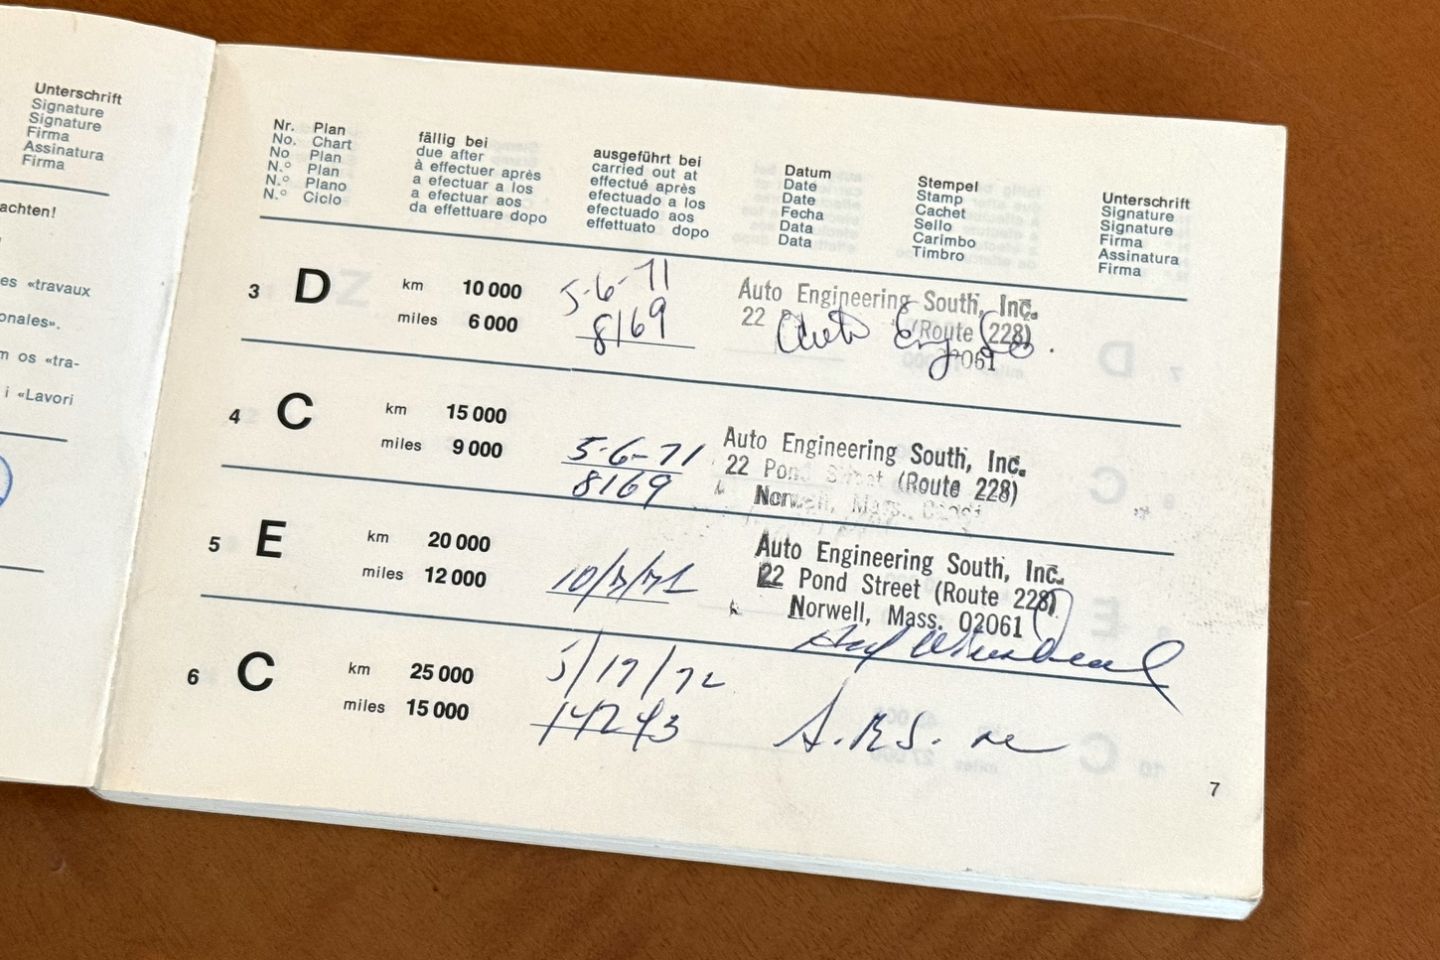 Unterschrift
Signature
Signature
Firma
Assinatura
Firma
achten!
es «travaux
onales».
m os «tra-
i «Lavori
Nr. Plan
No. Chart
No Plan
N.° Plan
N.° Plano
N.° Ciclo
fällig bei
due after
à effectuer après
a efectuar a los
a efectuar aos
da effettuare dopo
ausgeführt bei
carried out at
effectué après
efectuado a los
efectuado aos
effettuato dopo
Datum
Date
Date
Fecha
Data
Data
Stempel
Stamp
Cachet
Sello
Carimbo
Timbro
Unterschrift
Signature
Signature
Firma
Assinatura
Firma
3 D km 10 000
miles 6 000
5-6-71
8169
Auto Engineering South, Inc.
22 (Route 228)
Auto Eng So.
4 C km 15 000
miles 9 000
5-6-71
8169
Auto Engineering South, Inc.
22 Pond Street (Route 228)
Norwell, Mass.
5 E km 20 000
miles 12 000
Auto Engineering South, Inc.
22 Pond Street (Route 228)
Norwell, Mass. 02061
6 C km 25 000
miles 15 000
5/17/72
14243
7